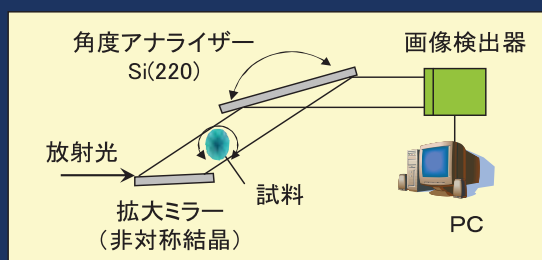 角度アナライザー
Si(220)
画像検出器
放射光
試料
拡大ミラー
（非対称結晶）
PC